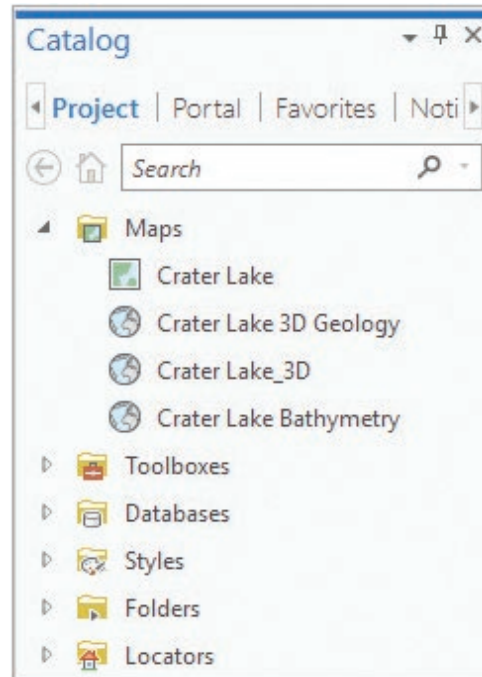 Catalog
Project | Portal | Favorites | Noti
Search
Maps
Crater Lake
Crater Lake 3D Geology
Crater Lake_3D
Crater Lake Bathymetry
Toolboxes
Databases
Styles
Folders
Locators